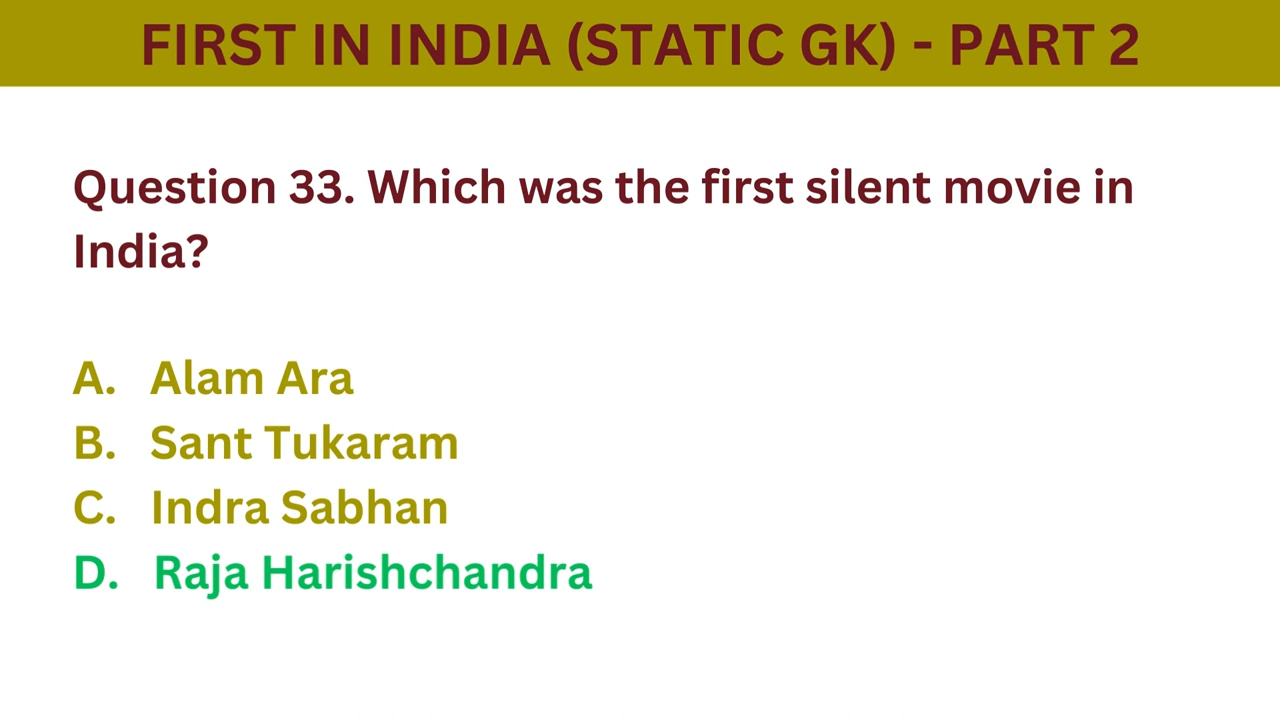 FIRST IN INDIA (STATIC GK) - PART 2
Question 33. Which was the first silent movie in
India?
A. Alam Ara
B. Sant Tukaram
C. Indra Sabhan
D. Raja Harishchandra